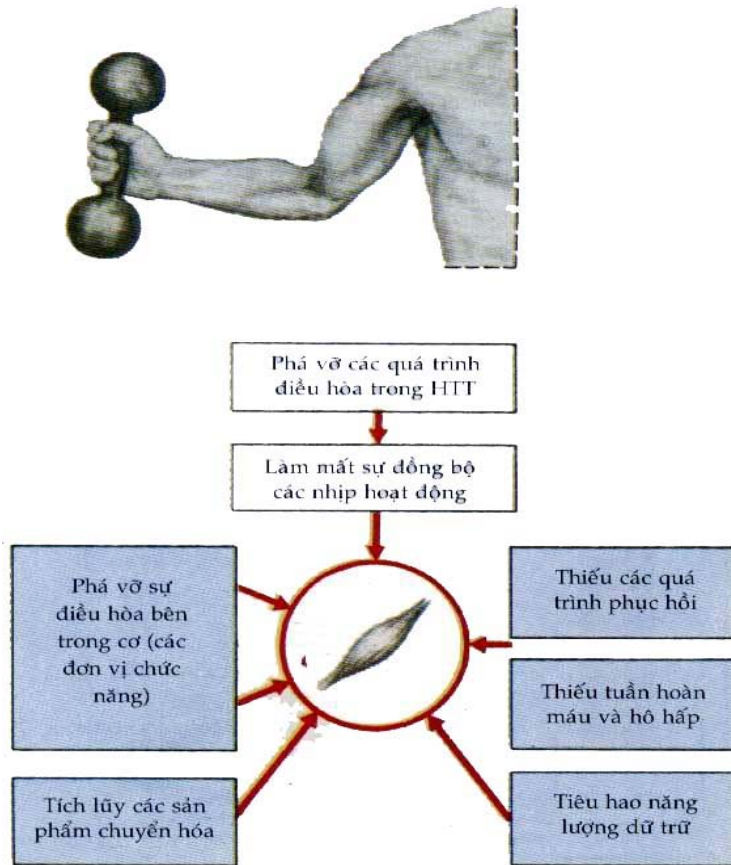 Phá vỡ các quá trình
điều hòa trong HTT
Làm mất sự đồng bộ
các nhịp hoạt động
Phá vỡ sự
điều hòa bên
trong cơ (các
đơn vị chức
năng)
Tích lũy các sản
phẩm chuyển hóa
Thiếu các quá
trình phục hồi
Thiếu tuần hoàn
máu và hô hấp
Tiêu hao năng
lượng dữ trữ